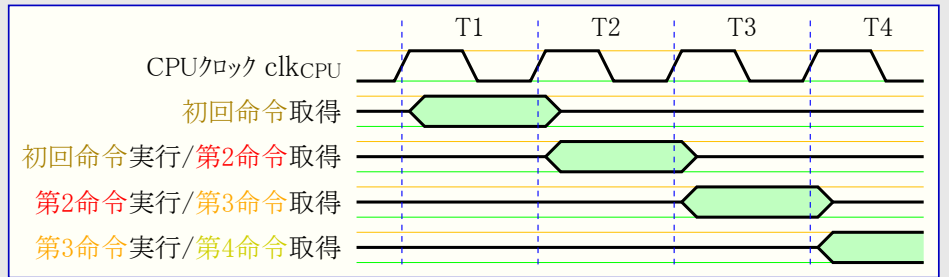 T1 T2 T3 T4
CPUクロック clkCPU
初回命令取得
初回命令実行/第2命令取得
第2命令実行/第3命令取得
第3命令実行/第4命令取得